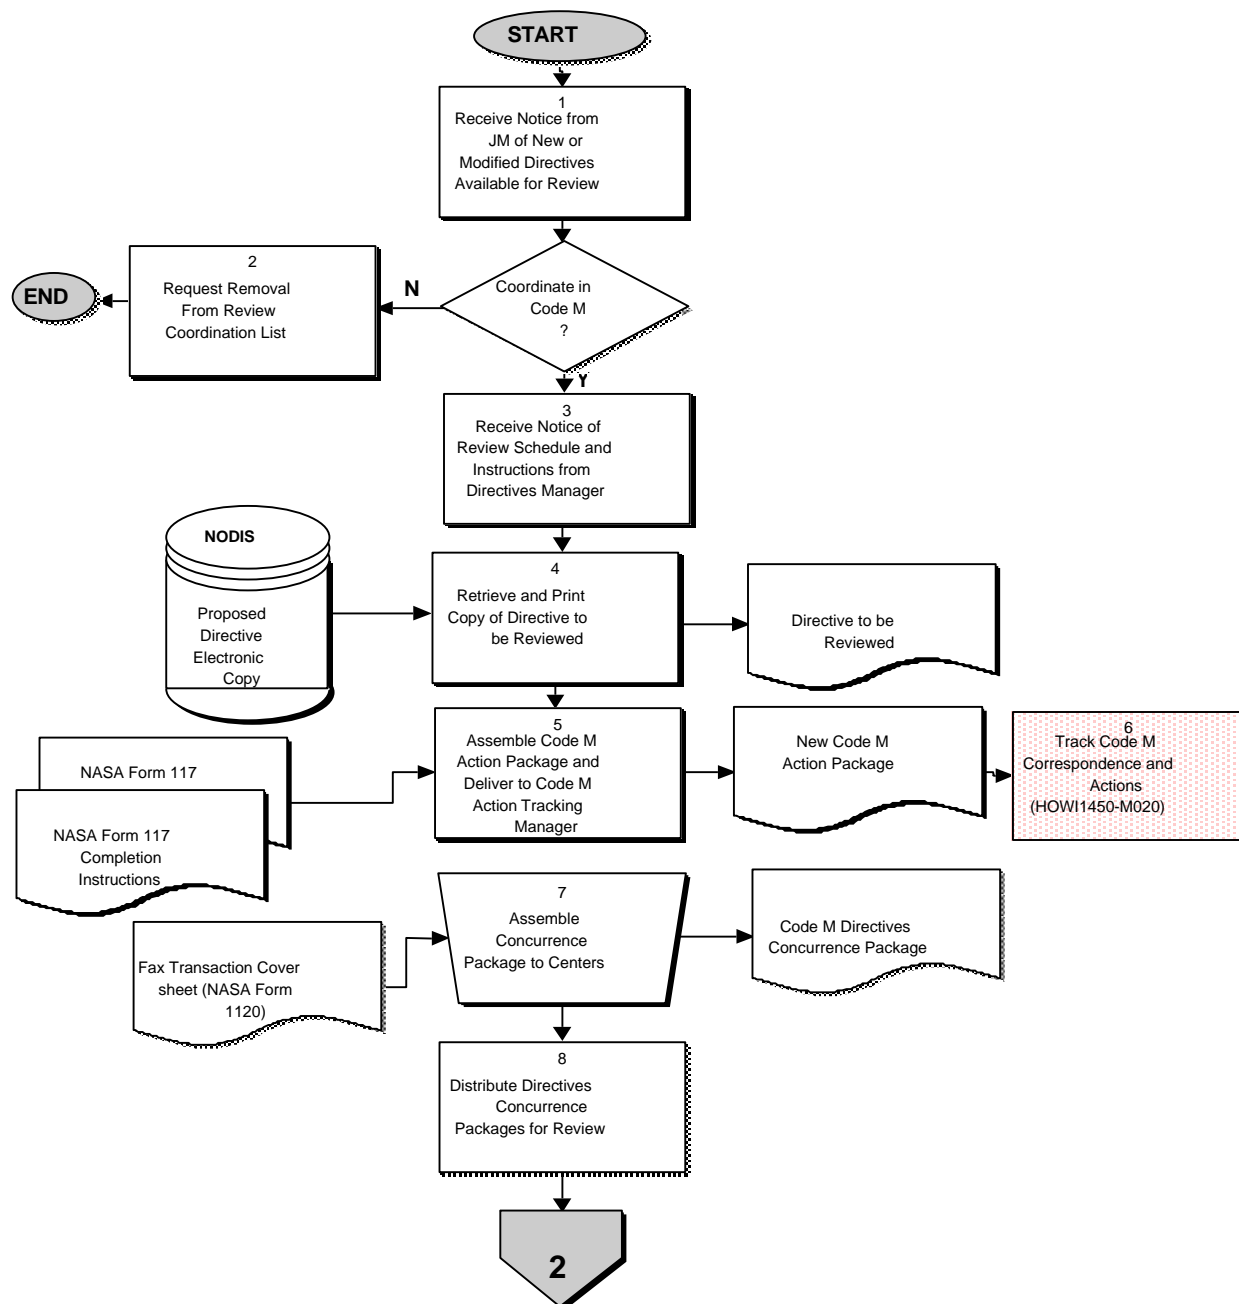 START
1
Receive Notice from
JM of New or
Modified Directives
Available for Review
2
Request Removal
From Review
Coordination List
END
N
Coordinate in
Code M
?
Y
3
Receive Notice of
Review Schedule and
Instructions from
Directives Manager
NODIS
Proposed
Directive
Electronic
Copy
4
Retrieve and Print
Copy of Directive to
be Reviewed
Directive to be
Reviewed
5
Assemble Code M
Action Package and
Deliver to Code M
Action Tracking
Manager
New Code M
Action Package
6
Track Code M
Correspondence and
Actions
(HOWI1450-M020)
NASA Form 117
NASA Form 117
Completion
Instructions
7
Assemble
Concurrence
Package to Centers
Code M Directives
Concurrence Package
Fax Transaction Cover
sheet (NASA Form
1120)
8
Distribute Directives
Concurrence
Packages for Review
2